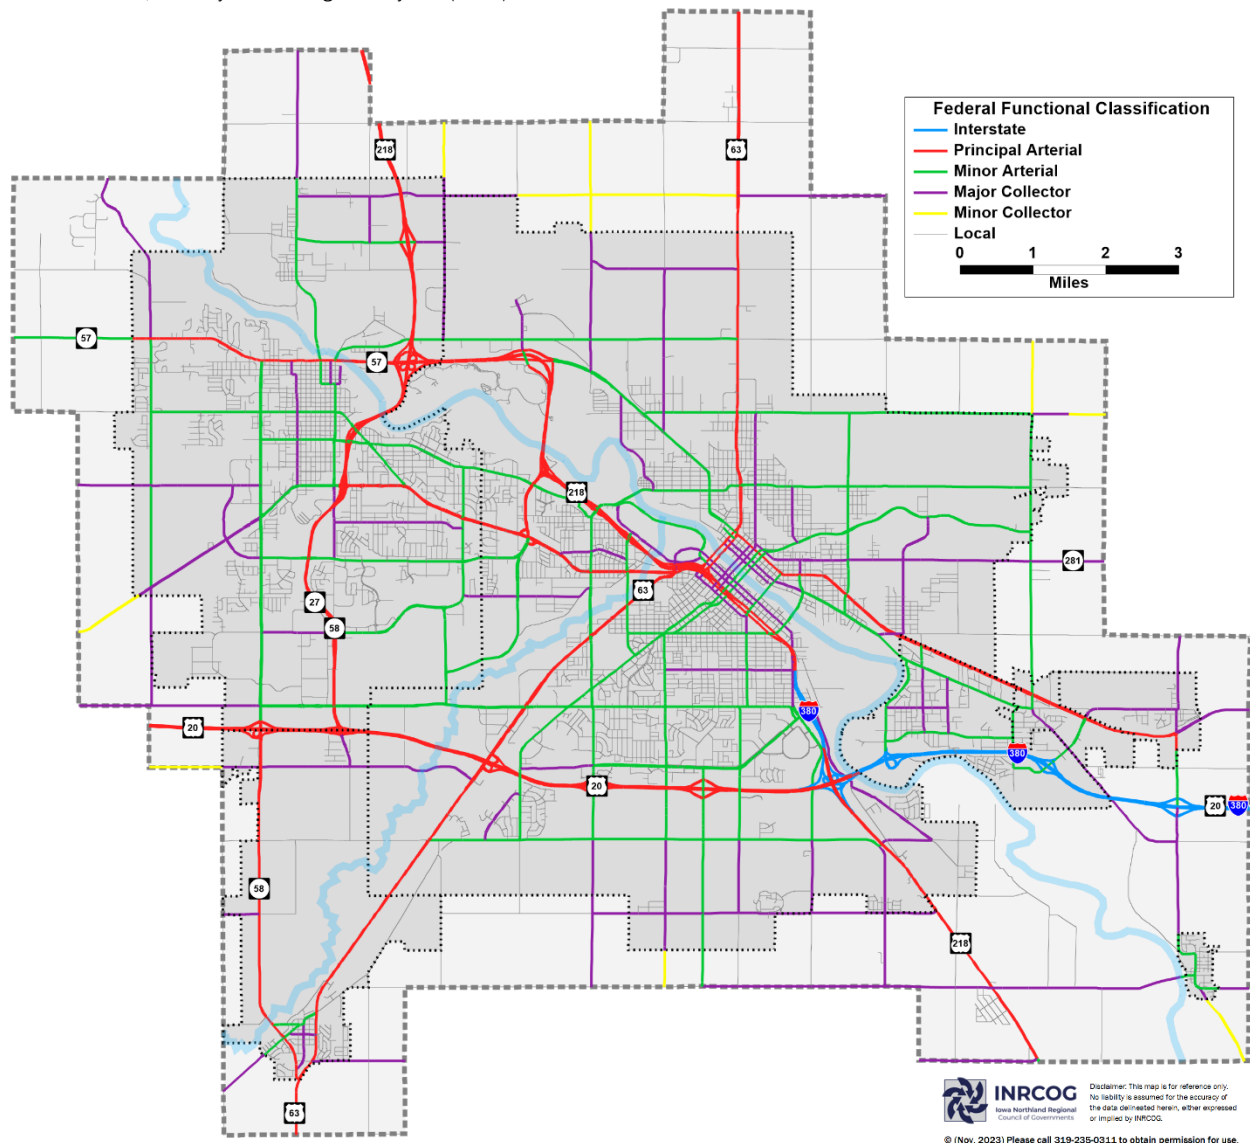 218
63
Federal Functional Classification
Interstate
Principal Arterial
Minor Arterial
Major Collector
Minor Collector
Local
0 1 2 3
Miles
57
57
218
281
63
27
58
380
20
380
20
20 380
58
218
63
INRCOG
Iowa Northland Regional
Council of Governments
Disclaimer: This map is for reference only.
No liability is assumed for the accuracy of
the data delineated herein, either expressed
or implied by INRCOG.
© (Nov. 2023) Please call 319-235-0311 to obtain permission for use.